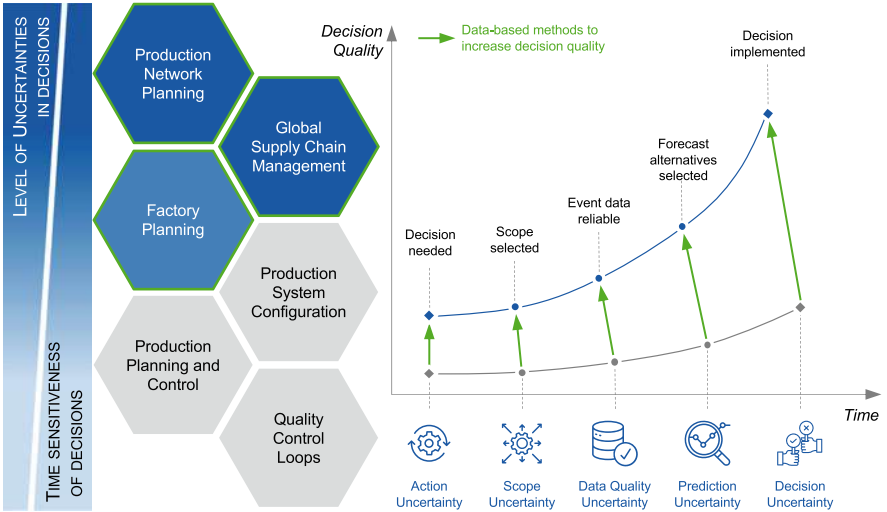 LEVEL OF UNCERTAINTIES
IN DECISIONS
TIME SENSITIVENESS
OF DECISIONS
Production
Network
Planning
Global
Supply Chain
Management
Factory
Planning
Production
System
Configuration
Production
Planning and
Control
Quality
Control
Loops
Decision
Quality
Data-based methods to
increase decision quality
Decision
needed
Scope
selected
Event data
reliable
Forecast
alternatives
selected
Decision
implemented
Time
Action
Uncertainty
Scope
Uncertainty
Data Quality
Uncertainty
Prediction
Uncertainty
Decision
Uncertainty